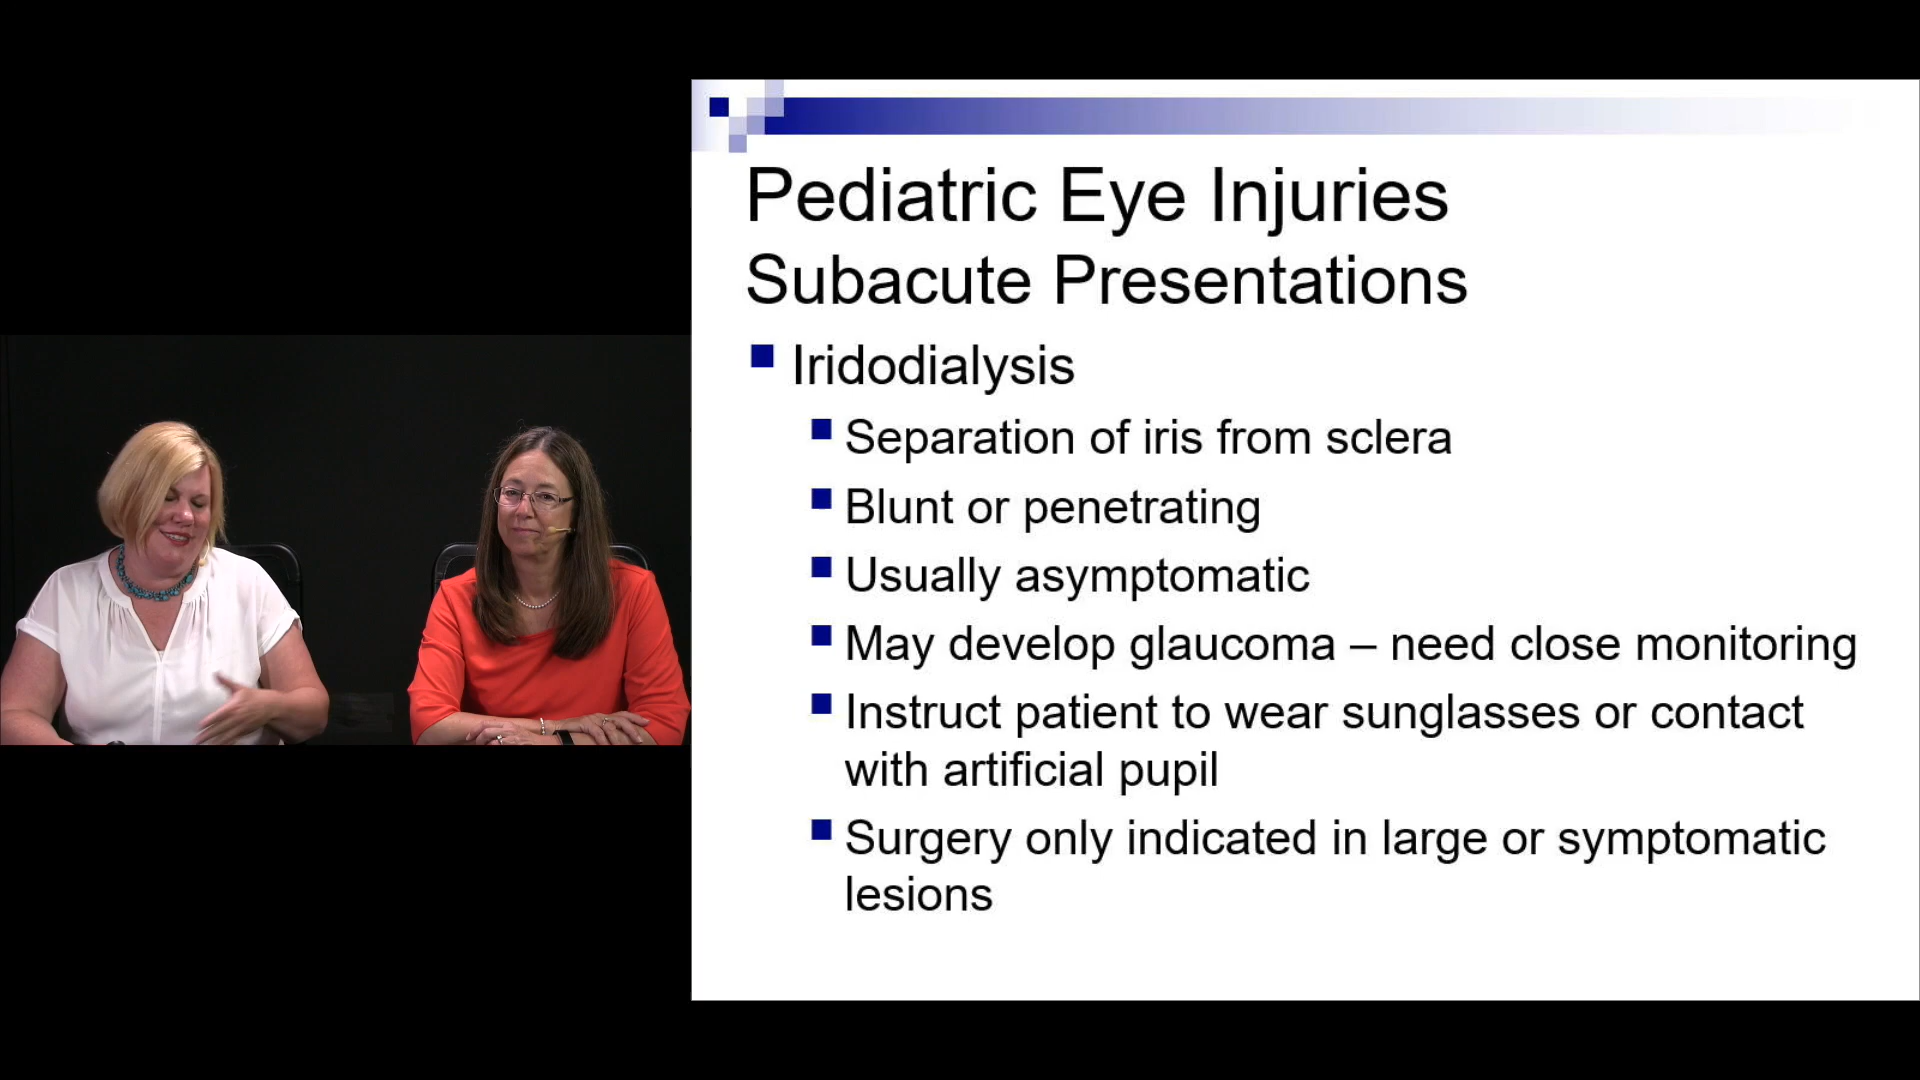 Pediatric Eye Injuries
Subacute Presentations
Iridodialysis
Separation of iris from sclera
Blunt or penetrating
Usually asymptomatic
May develop glaucoma – need close monitoring
Instruct patient to wear sunglasses or contact
with artificial pupil
Surgery only indicated in large or symptomatic
lesions